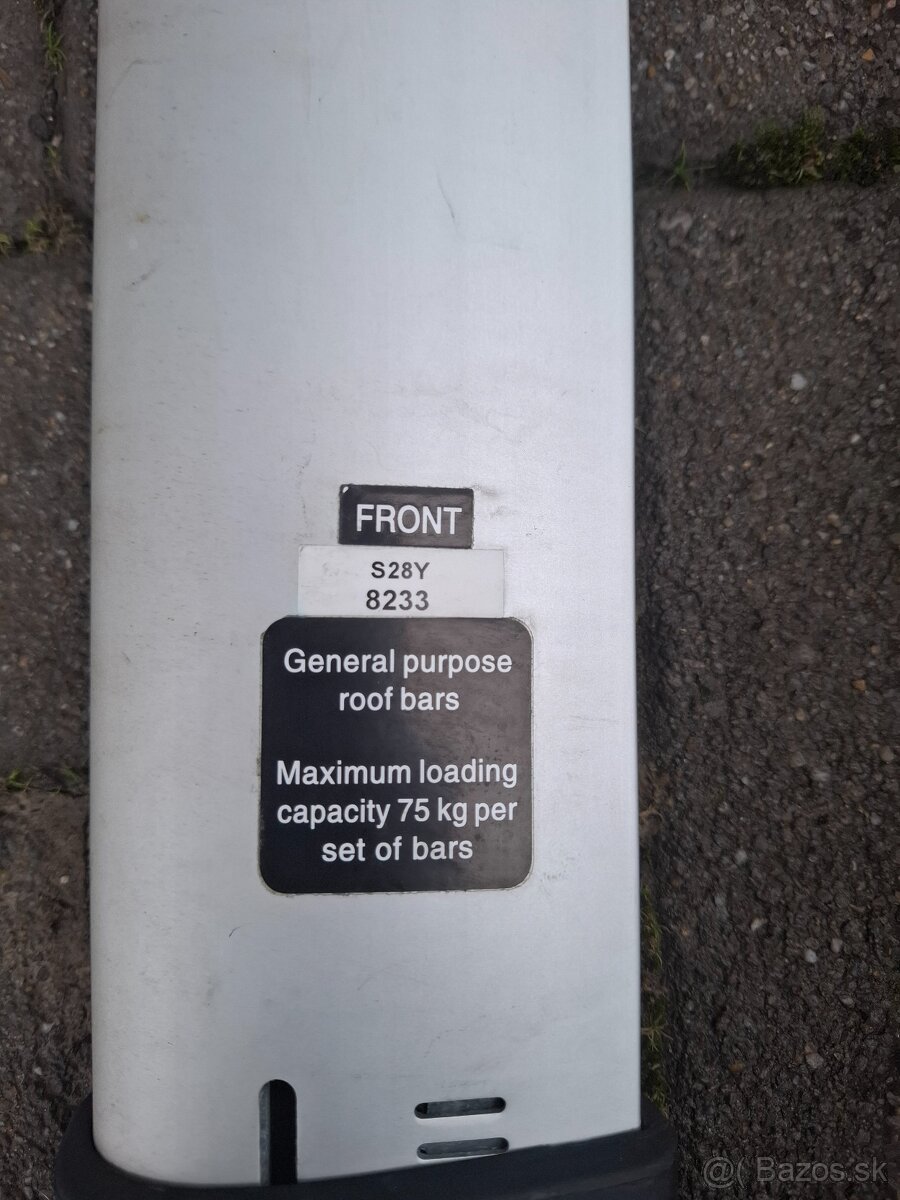 FRONT
S28Y
8233
General purpose
roof bars
Maximum loading
capacity 75 kg per
set of bars
@( Bazos.sk